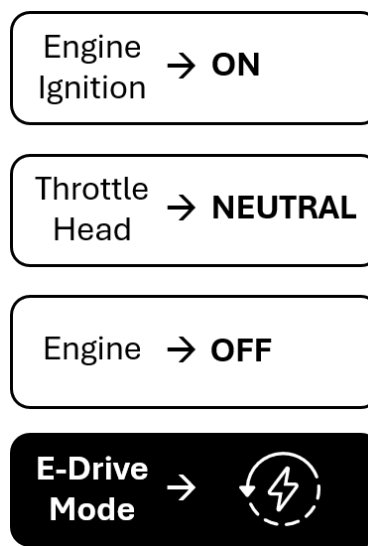 Engine
Ignition → ON
Throttle
Head → NEUTRAL
Engine → OFF
E-Drive
Mode →